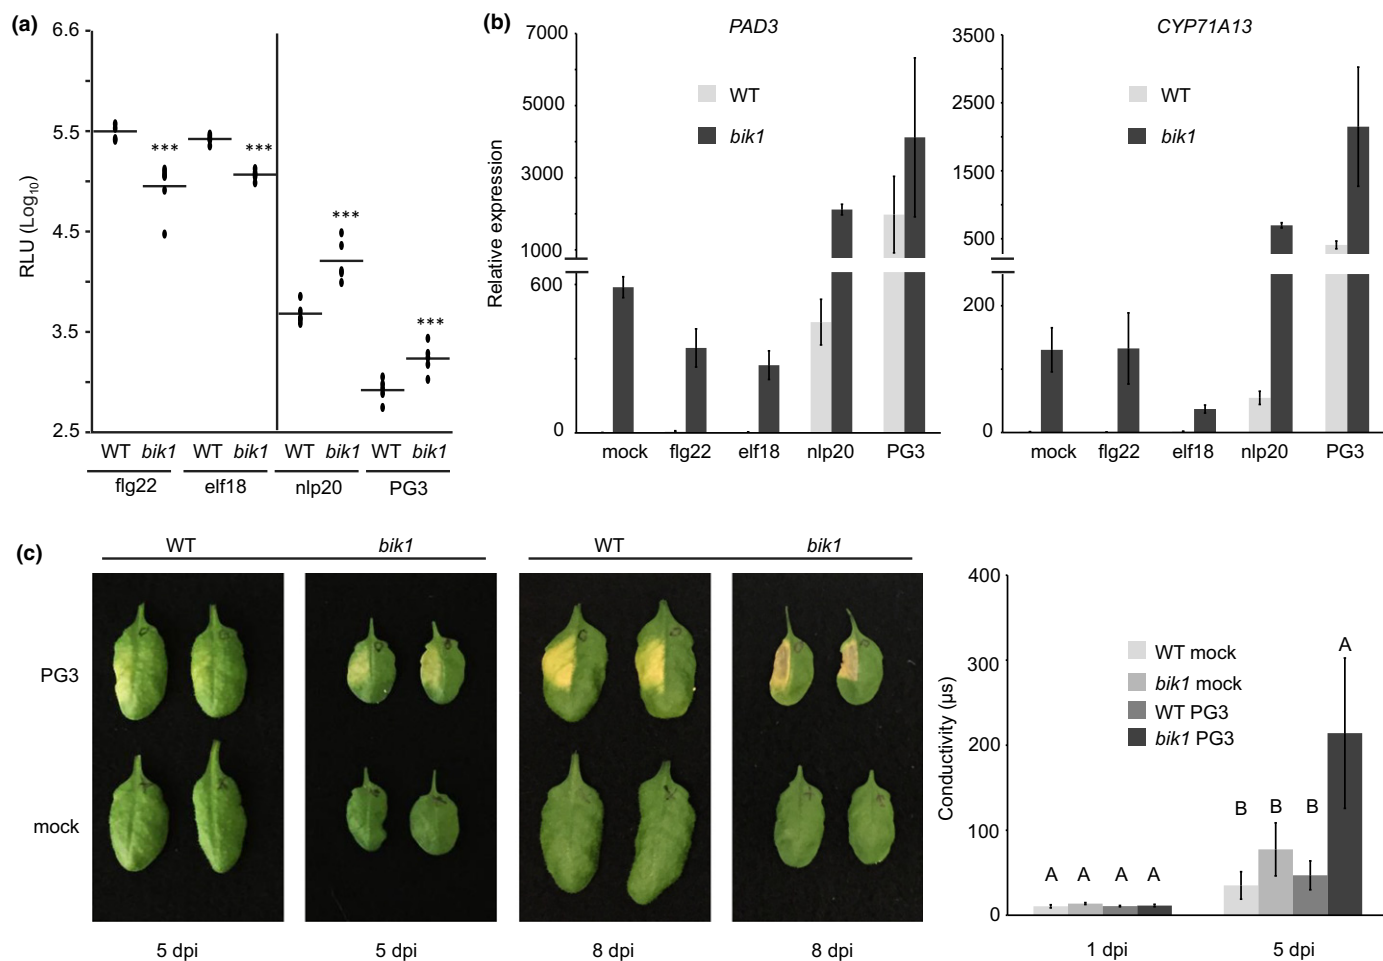 (a)
RLU (Log10)
6.6
5.5
4.5
3.5
2.5
***
***
***
***
WT bik1 WT bik1 WT bik1 WT bik1
flg22 elf18 nlp20 PG3
(b)
Relative expression
PAD3
7000
5000
3000
1000
600
0
WT
bik1
mock flg22 elf18 nlp20 PG3
CYP71A13
3500
2500
1500
500
200
0
WT
bik1
mock flg22 elf18 nlp20 PG3
(c)
WT bik1 WT bik1
PG3
mock
5 dpi 5 dpi 8 dpi 8 dpi
Conductivity (µs)
400
300
200
100
0
WT mock
bik1 mock
WT PG3
bik1 PG3
A A A A
B B B A
1 dpi 5 dpi